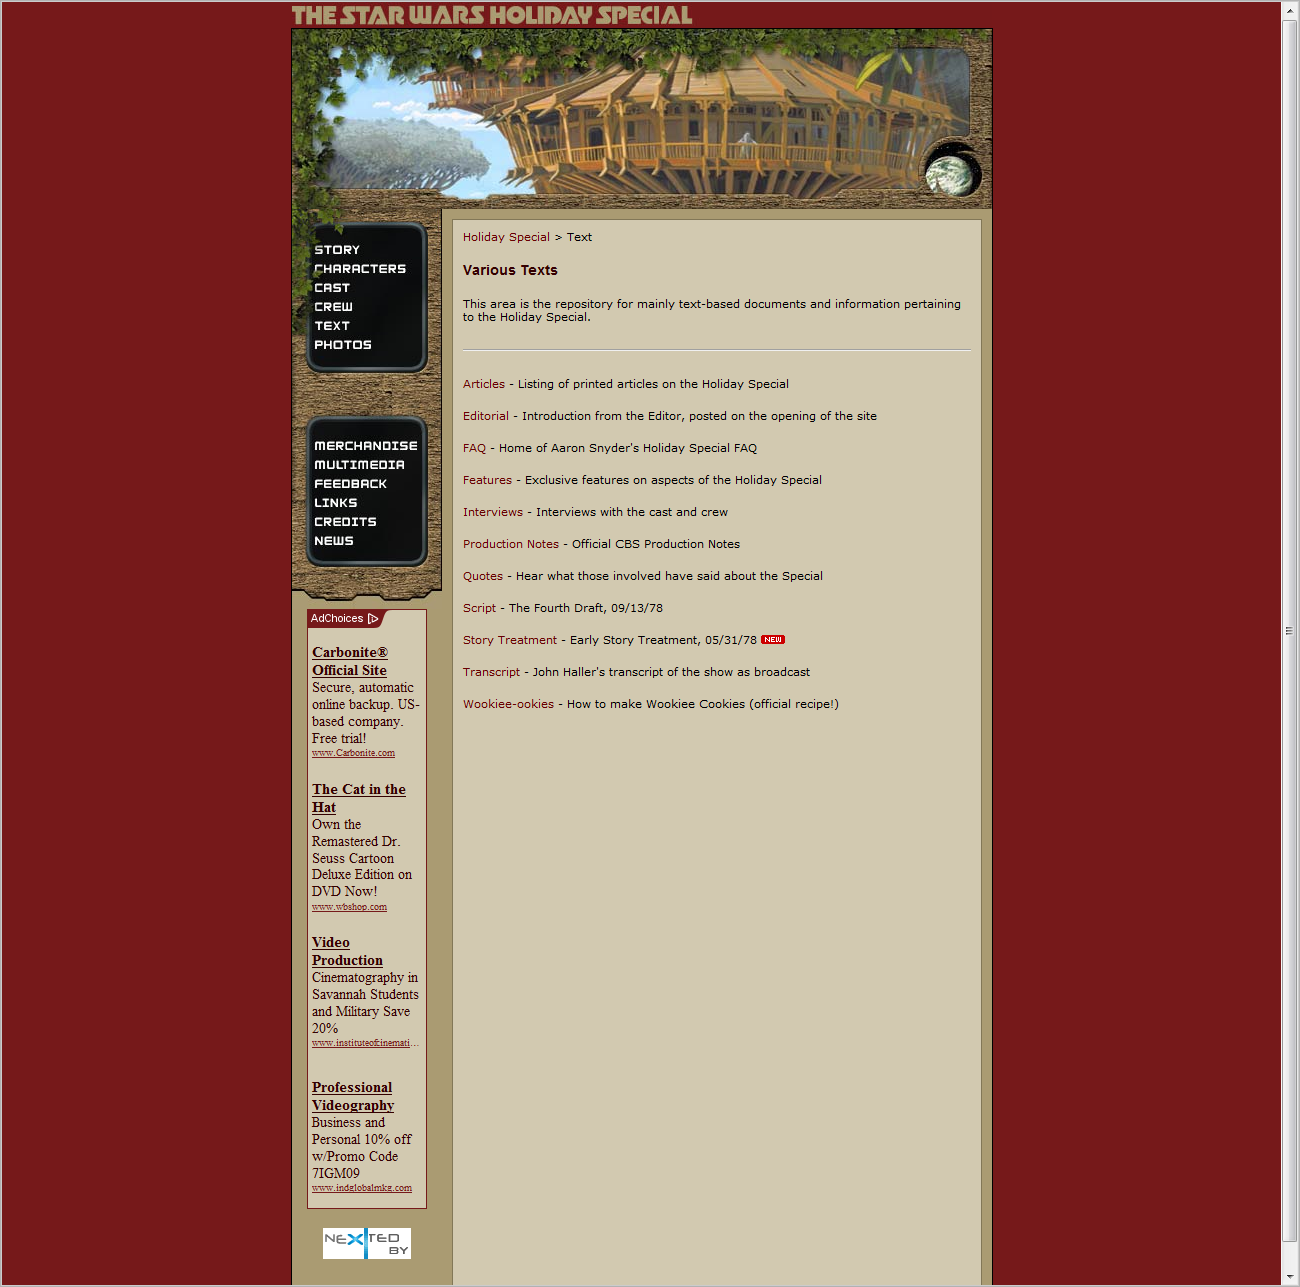 THE STAR WARS HOLIDAY SPECIAL
STORY
CHARACTERS
CAST
CREW
TEXT
PHOTOS
MERCHANDISE
MULTIMEDIA
FEEDBACK
LINKS
CREDITS
NEWS
AdChoices
Carbonite®
Official Site
Secure, automatic
online backup. US-
based company.
Free trial!
www.Carbonite.com
The Cat in the
Hat
Own the
Remastered Dr.
Seuss Cartoon
Deluxe Edition on
DVD Now!
www.wbshop.com
Video
Production
Cinematography in
Savannah Students
and Military Save
20%
www.instituteofcinemati...
Professional
Videography
Business and
Personal 10% off
w/Promo Code
7IGM09
www.indglobalmkg.com
NEXTED
BY
Holiday Special > Text
Various Texts
This area is the repository for mainly text-based documents and information pertaining
to the Holiday Special.
Articles - Listing of printed articles on the Holiday Special
Editorial - Introduction from the Editor, posted on the opening of the site
FAQ - Home of Aaron Snyder's Holiday Special FAQ
Features - Exclusive features on aspects of the Holiday Special
Interviews - Interviews with the cast and crew
Production Notes - Official CBS Production Notes
Quotes - Hear what those involved have said about the Special
Script - The Fourth Draft, 09/13/78
Story Treatment - Early Story Treatment, 05/31/78 NEW
Transcript - John Haller's transcript of the show as broadcast
Wookiee-ookies - How to make Wookiee Cookies (official recipe!)